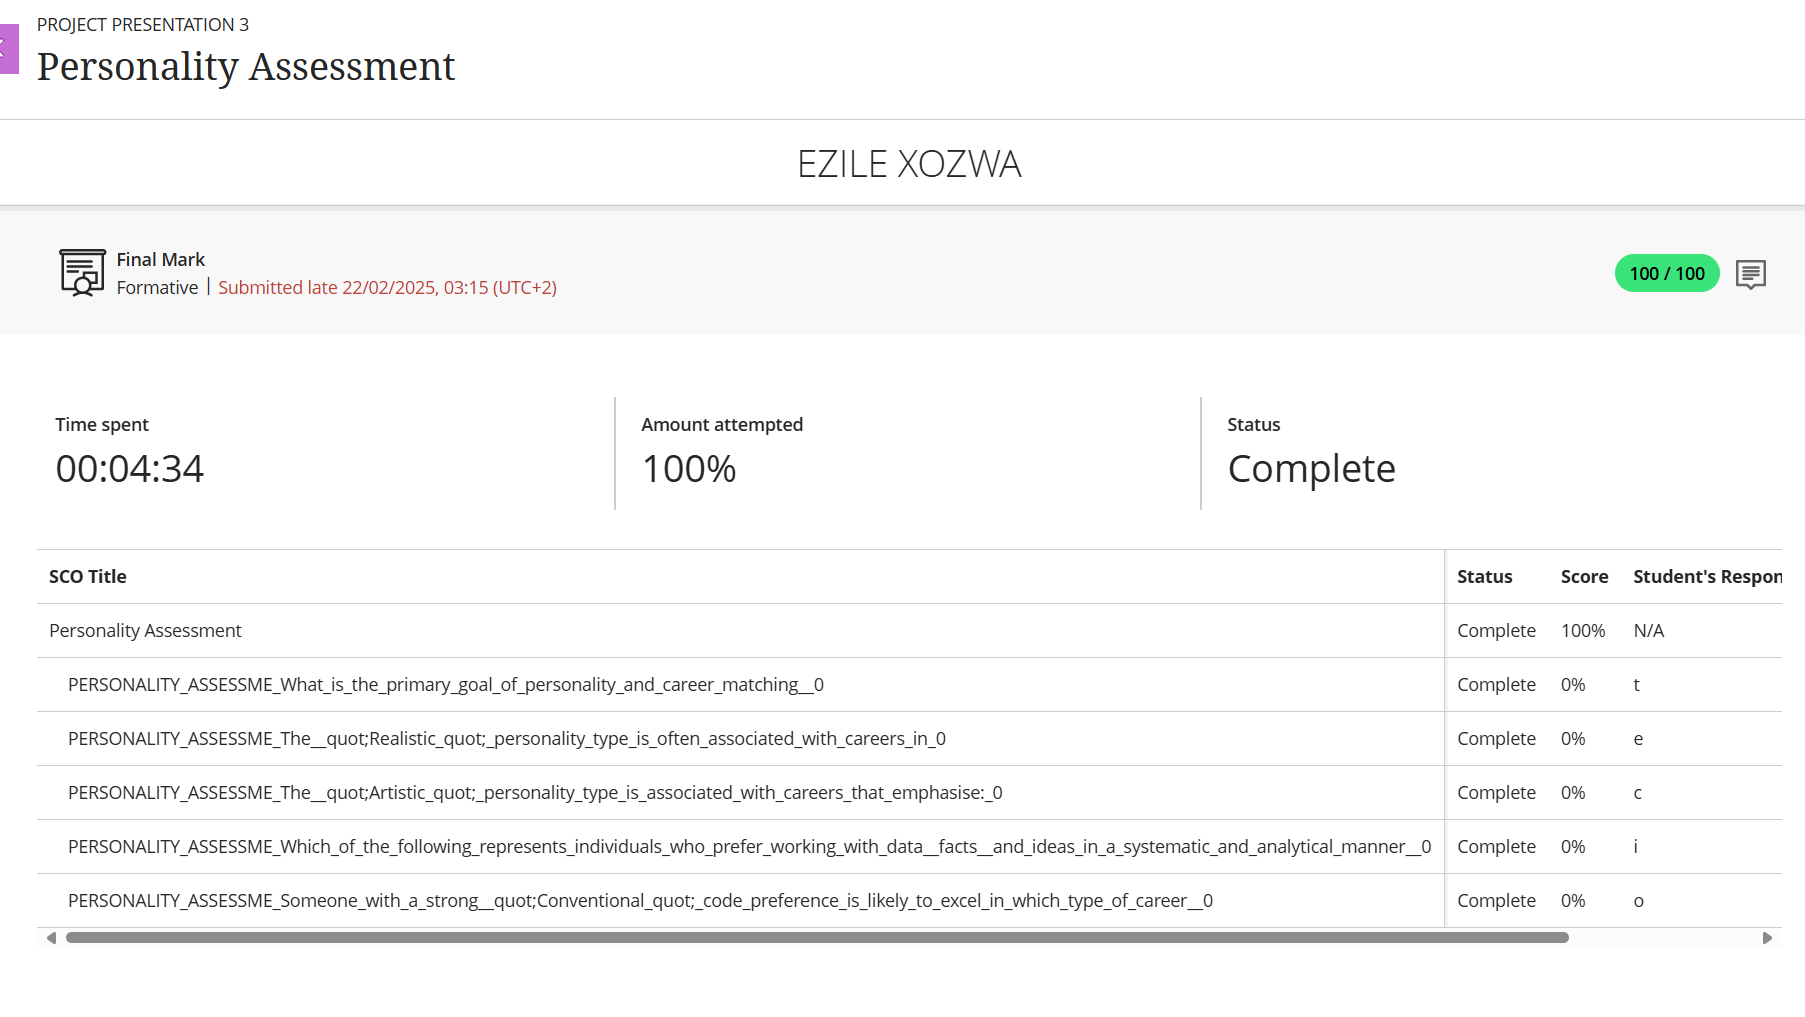 PROJECT PRESENTATION 3
Personality Assessment
EZILE XOZWA
Final Mark
Formative | Submitted late 22/02/2025, 03:15 (UTC+2)
100 / 100
Time spent
00:04:34
Amount attempted
100%
Status
Complete
SCO Title Status Score Student's Respon
Personality Assessment Complete 100% N/A
PERSONALITY_ASSESSME_What_is_the_primary_goal_of_personality_and_career_matching__0 Complete 0% t
PERSONALITY_ASSESSME_The__quot;Realistic_quot;_personality_type_is_often_associated_with_careers_in_0 Complete 0% e
PERSONALITY_ASSESSME_The__quot;Artistic_quot;_personality_type_is_associated_with_careers_that_emphasise:_0 Complete 0% c
PERSONALITY_ASSESSME_Which_of_the_following_represents_individuals_who_prefer_working_with_data__facts__and_ideas_in_a_systematic_and_analytical_manner__0 Complete 0% i
PERSONALITY_ASSESSME_Someone_with_a_strong__quot;Conventional_quot;_code_preference_is_likely_to_excel_in_which_type_of_career__0 Complete 0% o